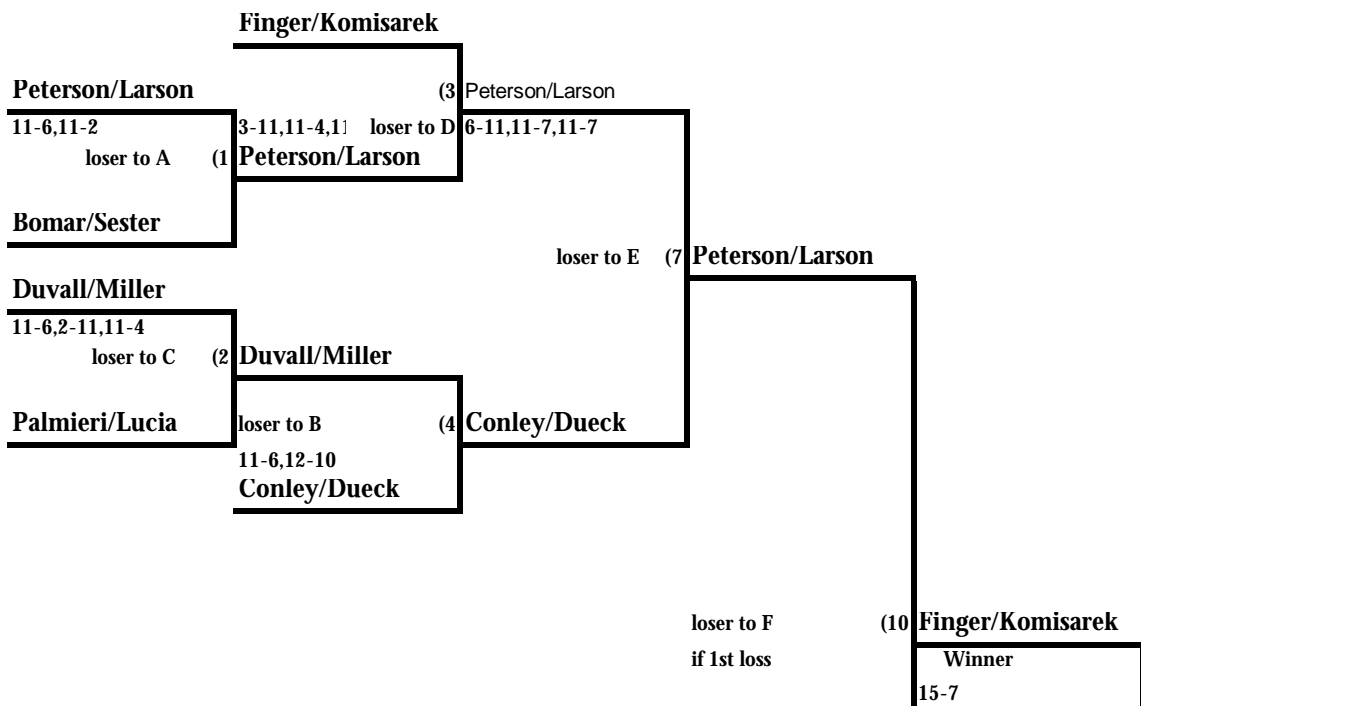 Finger/Komisarek
Peterson/Larson (3 Peterson/Larson
11-6,11-2 3-11,11-4,11 loser to D 6-11,11-7,11-7
loser to A (1 Peterson/Larson
Bomar/Sester
loser to E (7 Peterson/Larson
Duvall/Miller
11-6,2-11,11-4
loser to C (2 Duvall/Miller
Palmieri/Lucia loser to B (4 Conley/Dueck
11-6,12-10
Conley/Dueck
loser to F (10 Finger/Komisarek
if 1st loss Winner
15-7